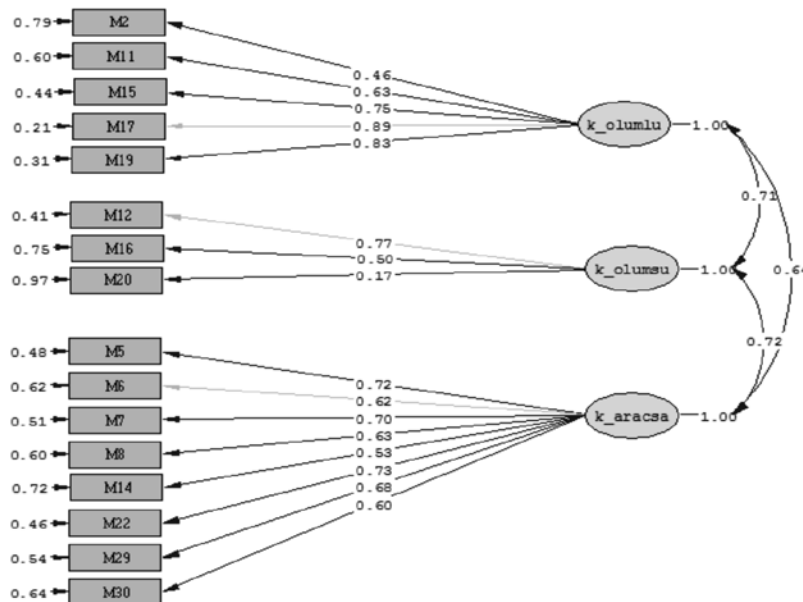 0.79 M2
0.60 M11
0.44 M15
0.21 M17
0.31 M19
0.46
0.63
0.75
0.89
0.83
k_olumlu 1.00
0.41 M12
0.75 M16
0.97 M20
0.77
0.50
0.17
k_olumsu 1.00
0.71
0.64
0.72
0.48 M5
0.62 M6
0.51 M7
0.60 M8
0.72 M14
0.46 M22
0.54 M29
0.64 M30
0.72
0.62
0.70
0.63
0.53
0.73
0.68
0.60
k_aracsa 1.00